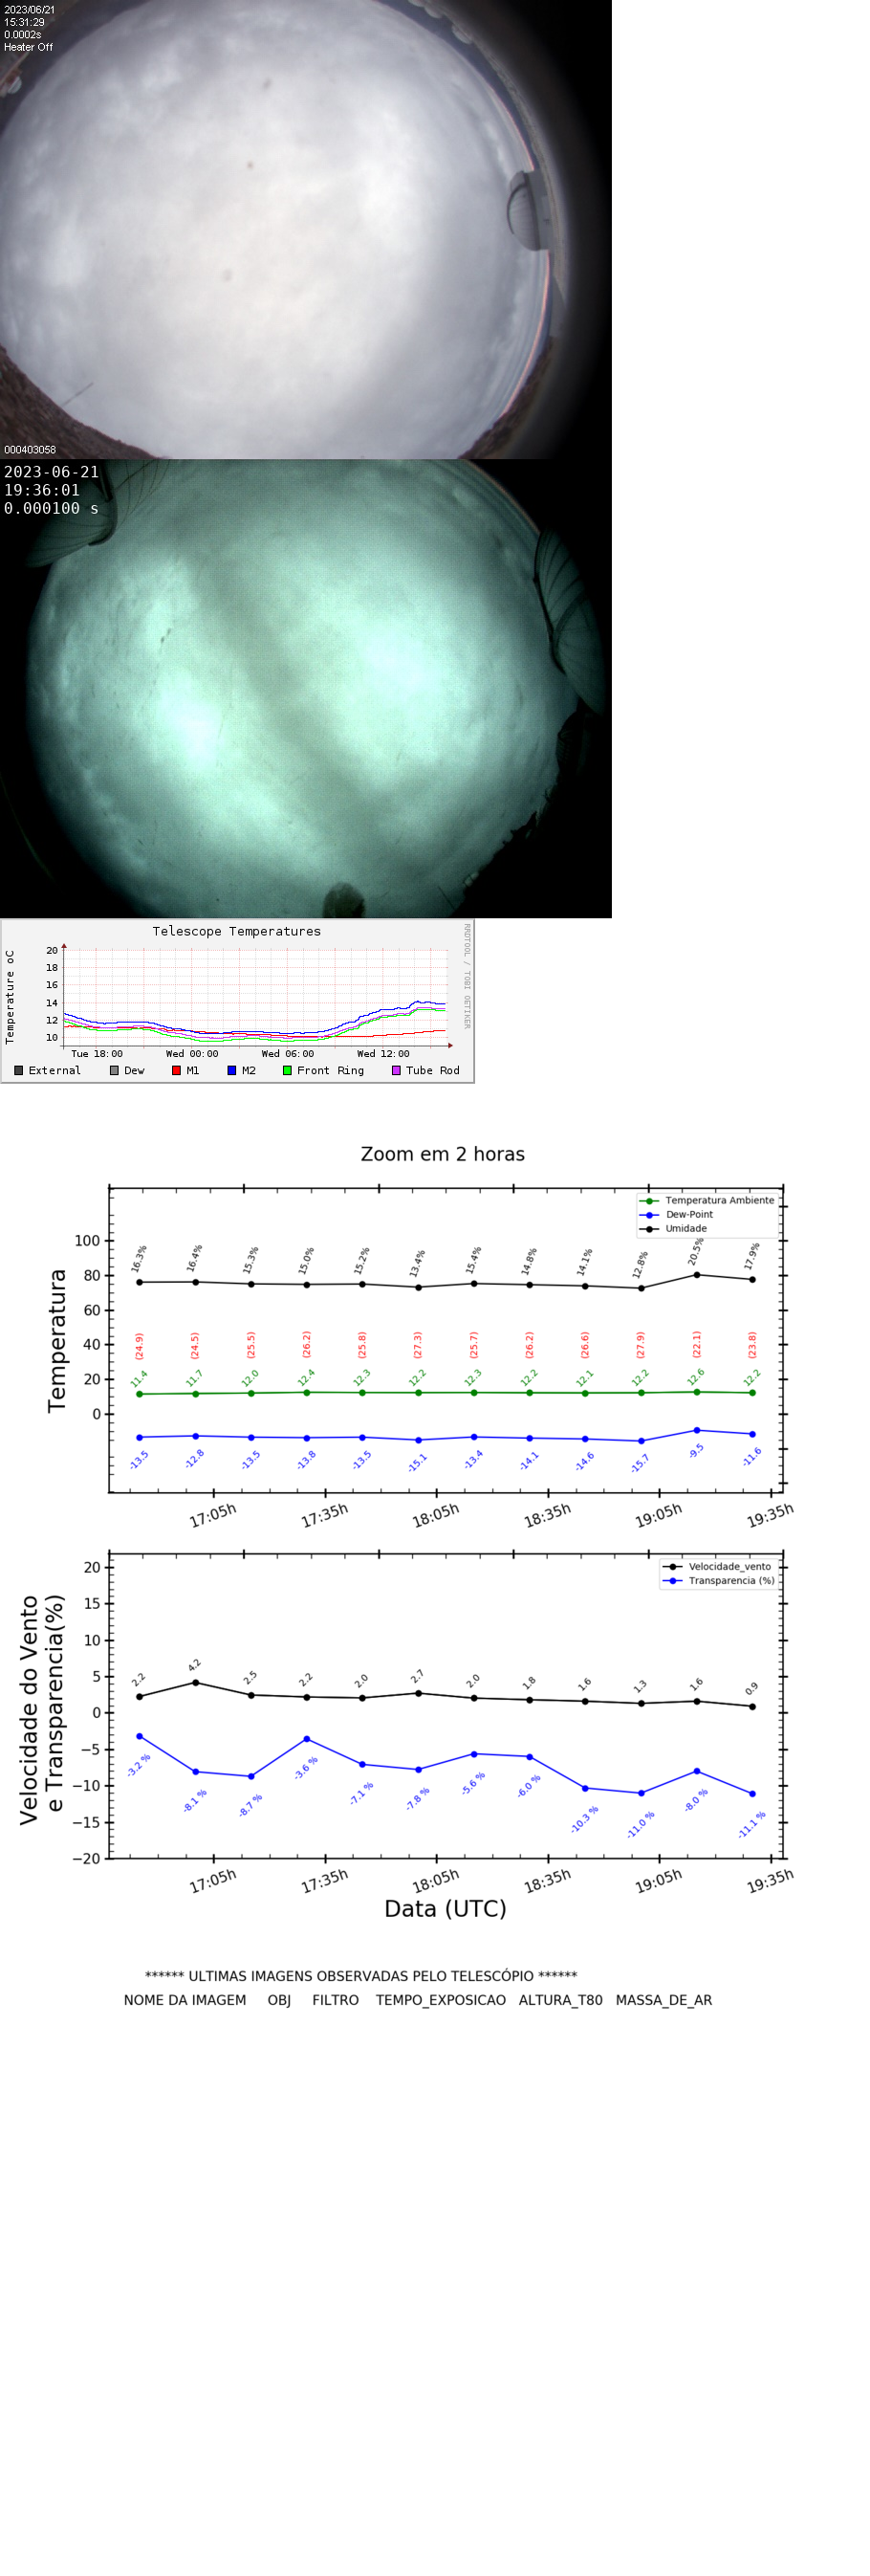 2023/06/21
15:31:29
0.0002s
Heater Off
000403058
2023-06-21
19:36:01
0.000100 s
Telescope Temperatures
RRDTOOL / TOBI OETIKER
Temperature oC
20
18
16
14
12
10
Tue 18:00 Wed 00:00 Wed 06:00 Wed 12:00
External Dew M1 M2 Front Ring Tube Rod
Zoom em 2 horas
Temperatura Ambiente
Dew-Point
Umidade
Temperatura
100
80
60
40
20
0
16.3% 16.4% 15.3% 15.0% 15.2% 13.4% 15.4% 14.8% 14.1% 12.8% 20.5% 17.9%
(24.9) (24.5) (25.5) (26.2) (25.8) (27.3) (25.7) (26.2) (26.6) (27.9) (22.1) (23.8)
11.4 11.7 12.0 12.4 12.3 12.2 12.3 12.2 12.1 12.2 12.6 12.2
-13.5 -12.8 -13.5 -13.8 -13.5 -15.1 -13.4 -14.1 -14.6 -15.7 -9.5 -11.6
17:05h 17:35h 18:05h 18:35h 19:05h 19:35h
Velocidade_vento
Transparencia (%)
Velocidade do Vento
e Transparencia(%)
20
15
10
5
0
−5
−10
−15
−20
2.2 4.2 2.5 2.2 2.0 2.7 2.0 1.8 1.6 1.3 1.6 0.9
-3.2 % -8.1 % -8.7 % -3.6 % -7.1 % -7.8 % -5.6 % -6.0 % -10.3 % -11.0 % -8.0 % -11.1 %
17:05h 17:35h 18:05h 18:35h 19:05h 19:35h
Data (UTC)
****** ULTIMAS IMAGENS OBSERVADAS PELO TELESCÓPIO ******
NOME DA IMAGEM OBJ FILTRO TEMPO_EXPOSICAO ALTURA_T80 MASSA_DE_AR